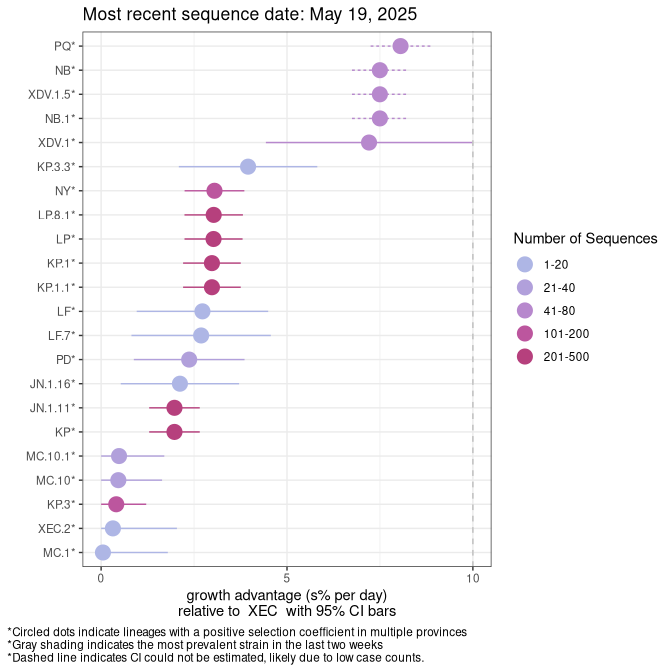 Most recent sequence date: May 19, 2025
PQ*
NB*
XDV.1.5*
NB.1*
XDV.1*
KP.3.3*
NY*
LP.8.1*
LP*
KP.1*
KP.1.1*
LF*
LF.7*
PD*
JN.1.16*
JN.1.11*
KP*
MC.10.1*
MC.10*
KP.3*
XEC.2*
MC.1*
0 5 10
growth advantage (s% per day)
relative to XEC with 95% CI bars
Number of Sequences
1-20
21-40
41-80
101-200
201-500
*Circled dots indicate lineages with a positive selection coefficient in multiple provinces
*Gray shading indicates the most prevalent strain in the last two weeks
*Dashed line indicates CI could not be estimated, likely due to low case counts.